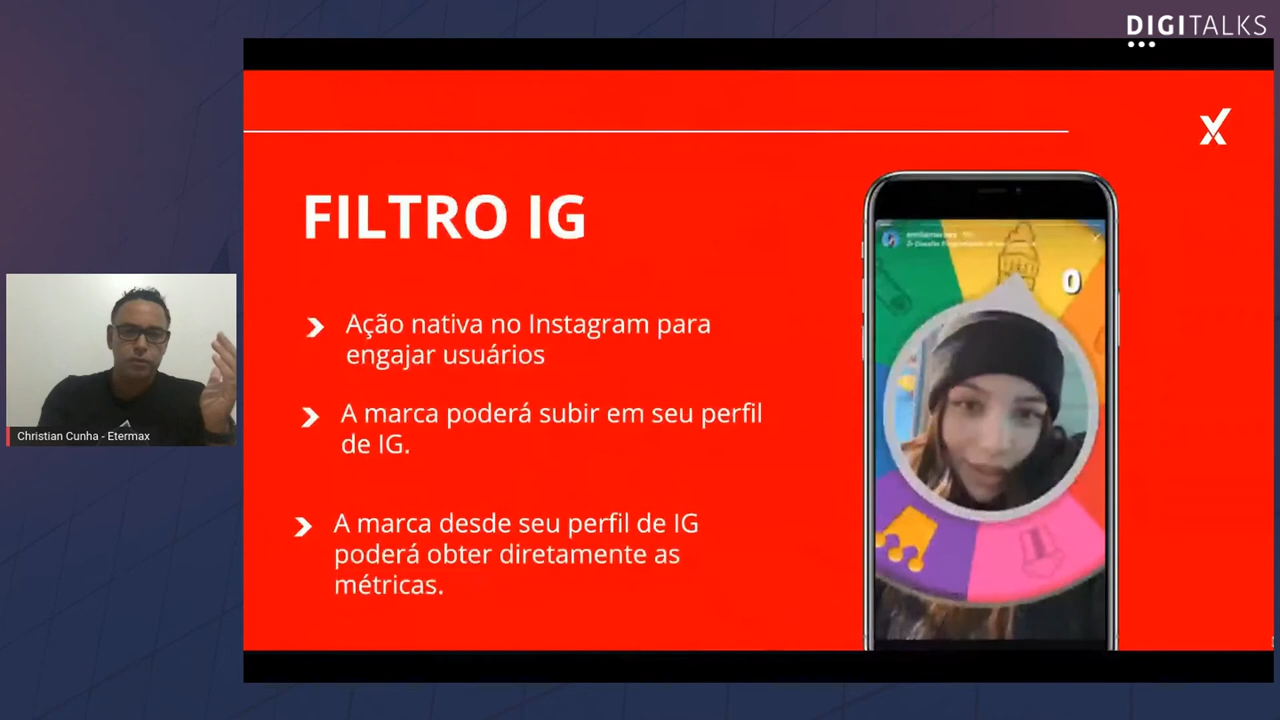 DIGITALKS
FILTRO IG
Ação nativa no Instagram para
engajar usuários
A marca poderá subir em seu perfil
de IG.
A marca desde seu perfil de IG
poderá obter diretamente as
métricas.
0
Christian Cunha - Etermax